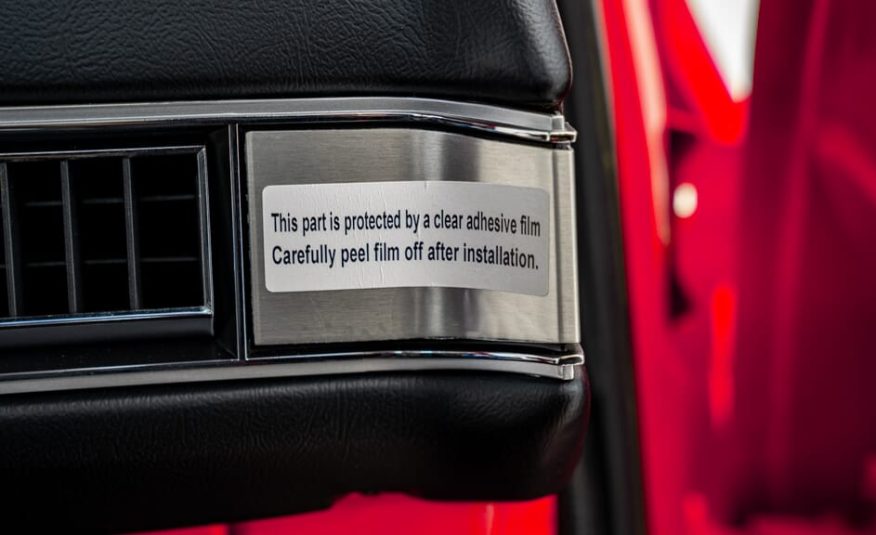 This part is protected by a clear adhesive film
Carefully peel film off after installation.